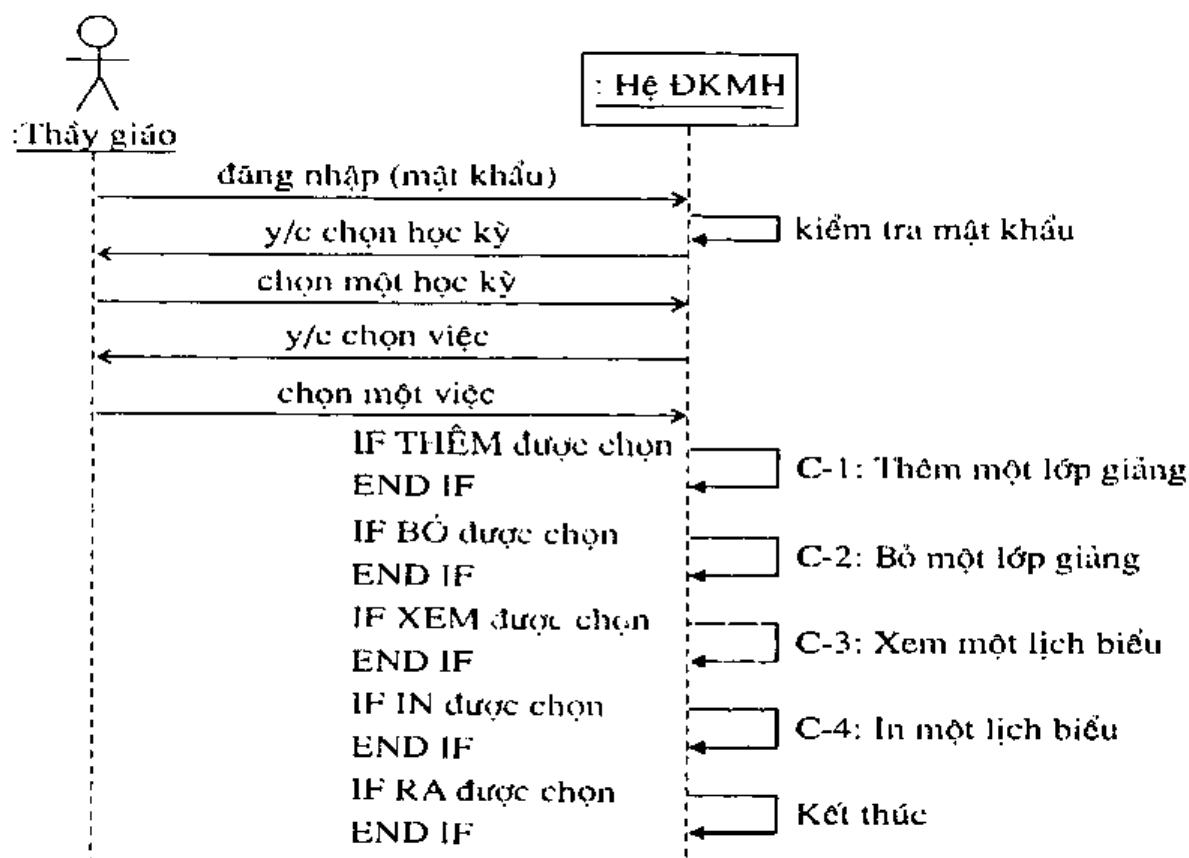 : Hệ ĐKMH
:Thầy giáo
đăng nhập (mật khẩu)
kiểm tra mật khẩu
y/c chọn học kỳ
chọn một học kỳ
y/c chọn việc
chọn một việc
IF THÊM được chọn
END IF
C-1: Thêm một lớp giảng
IF BỎ được chọn
END IF
C-2: Bỏ một lớp giảng
IF XEM được chọn
END IF
C-3: Xem một lịch biểu
IF IN được chọn
END IF
C-4: In một lịch biểu
IF RA được chọn
END IF
Kết thúc